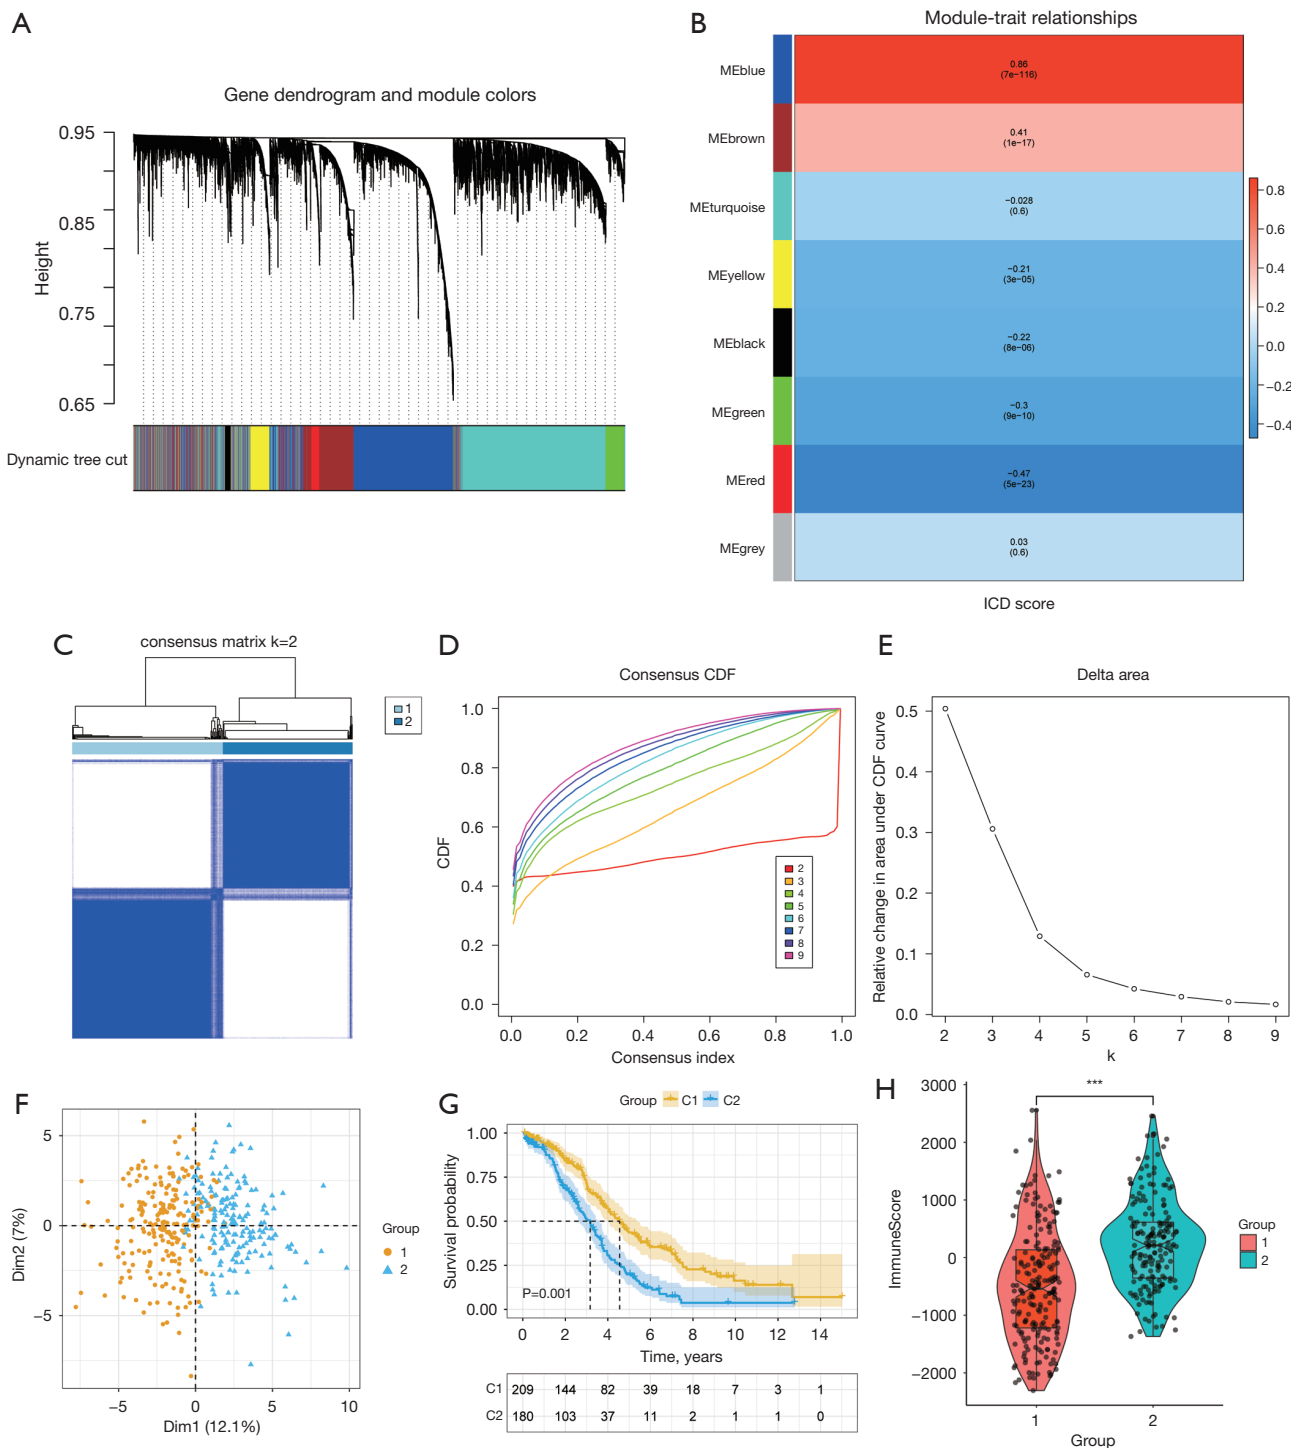 A
Gene dendrogram and module colors
Height
0.95
0.85
0.75
0.65
Dynamic tree cut
B
Module-trait relationships
MEblue
0.86
(7e−116)
MEbrown
0.41
(1e−17)
MEturquoise
−0.028
(0.6)
MEyellow
−0.21
(3e−05)
MEblack
−0.22
(8e−06)
MEgreen
−0.3
(9e−10)
MEred
−0.47
(5e−23)
MEgrey
0.03
(0.6)
ICD score
0.8
0.6
0.4
0.2
0.0
−0.2
−0.4
C
consensus matrix k=2
1
2
D
Consensus CDF
CDF
1.0
0.8
0.6
0.4
0.2
0.0
2
3
4
5
6
7
8
9
0.0 0.2 0.4 0.6 0.8 1.0
Consensus index
E
Delta area
Relative change in area under CDF curve
0.5
0.4
0.3
0.2
0.1
0.0
2 3 4 5 6 7 8 9
k
F
Dim2 (7%)
5
0
−5
−5 0 5 10
Dim1 (12.1%)
Group
1
2
G
Group C1 C2
Survival probability
1.00
0.75
0.50
0.25
0.00
P=0.001
0 2 4 6 8 10 12 14
Time, years
C1 209 144 82 39 18 7 3 1
C2 180 103 37 11 2 1 1 0
H
***
ImmuneScore
3000
2000
1000
0
−1000
−2000
1 2
Group
Group
1
2